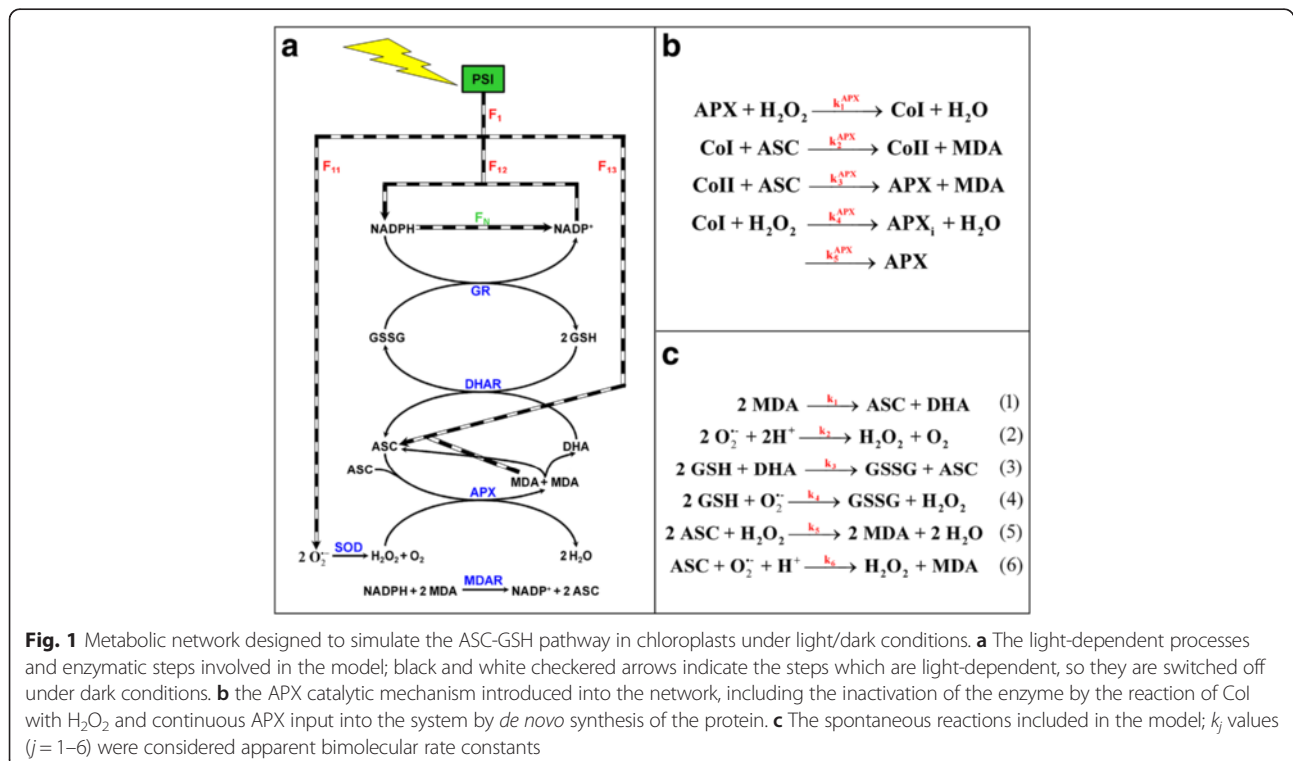 a
PSI
F₁
F₁₁ F₁₂ F₁₃
NADPH Fₙ NADP⁺
GR
GSSG 2 GSH
DHAR
ASC DHA
ASC MDA + MDA
APX
2 O₂•⁻ SOD H₂O₂ + O₂ 2 H₂O
NADPH + 2 MDA MDAR NADP⁺ + 2 ASC
b
APX + H₂O₂ —k₁ᴬᴾˣ→ CoI + H₂O
CoI + ASC —k₂ᴬᴾˣ→ CoII + MDA
CoII + ASC —k₃ᴬᴾˣ→ APX + MDA
CoI + H₂O₂ —k₄ᴬᴾˣ→ APXᵢ + H₂O
—k₅ᴬᴾˣ→ APX
c
2 MDA —k₁→ ASC + DHA (1)
2 O₂•⁻ + 2H⁺ —k₂→ H₂O₂ + O₂ (2)
2 GSH + DHA —k₃→ GSSG + ASC (3)
2 GSH + O₂•⁻ —k₄→ GSSG + H₂O₂ (4)
2 ASC + H₂O₂ —k₅→ 2 MDA + 2 H₂O (5)
ASC + O₂•⁻ + H⁺ —k₆→ H₂O₂ + MDA (6)
Fig. 1 Metabolic network designed to simulate the ASC-GSH pathway in chloroplasts under light/dark conditions. a The light-dependent processes
and enzymatic steps involved in the model; black and white checkered arrows indicate the steps which are light-dependent, so they are switched off
under dark conditions. b the APX catalytic mechanism introduced into the network, including the inactivation of the enzyme by the reaction of CoI
with H₂O₂ and continuous APX input into the system by de novo synthesis of the protein. c The spontaneous reactions included in the model; kⱼ values
(j = 1–6) were considered apparent bimolecular rate constants